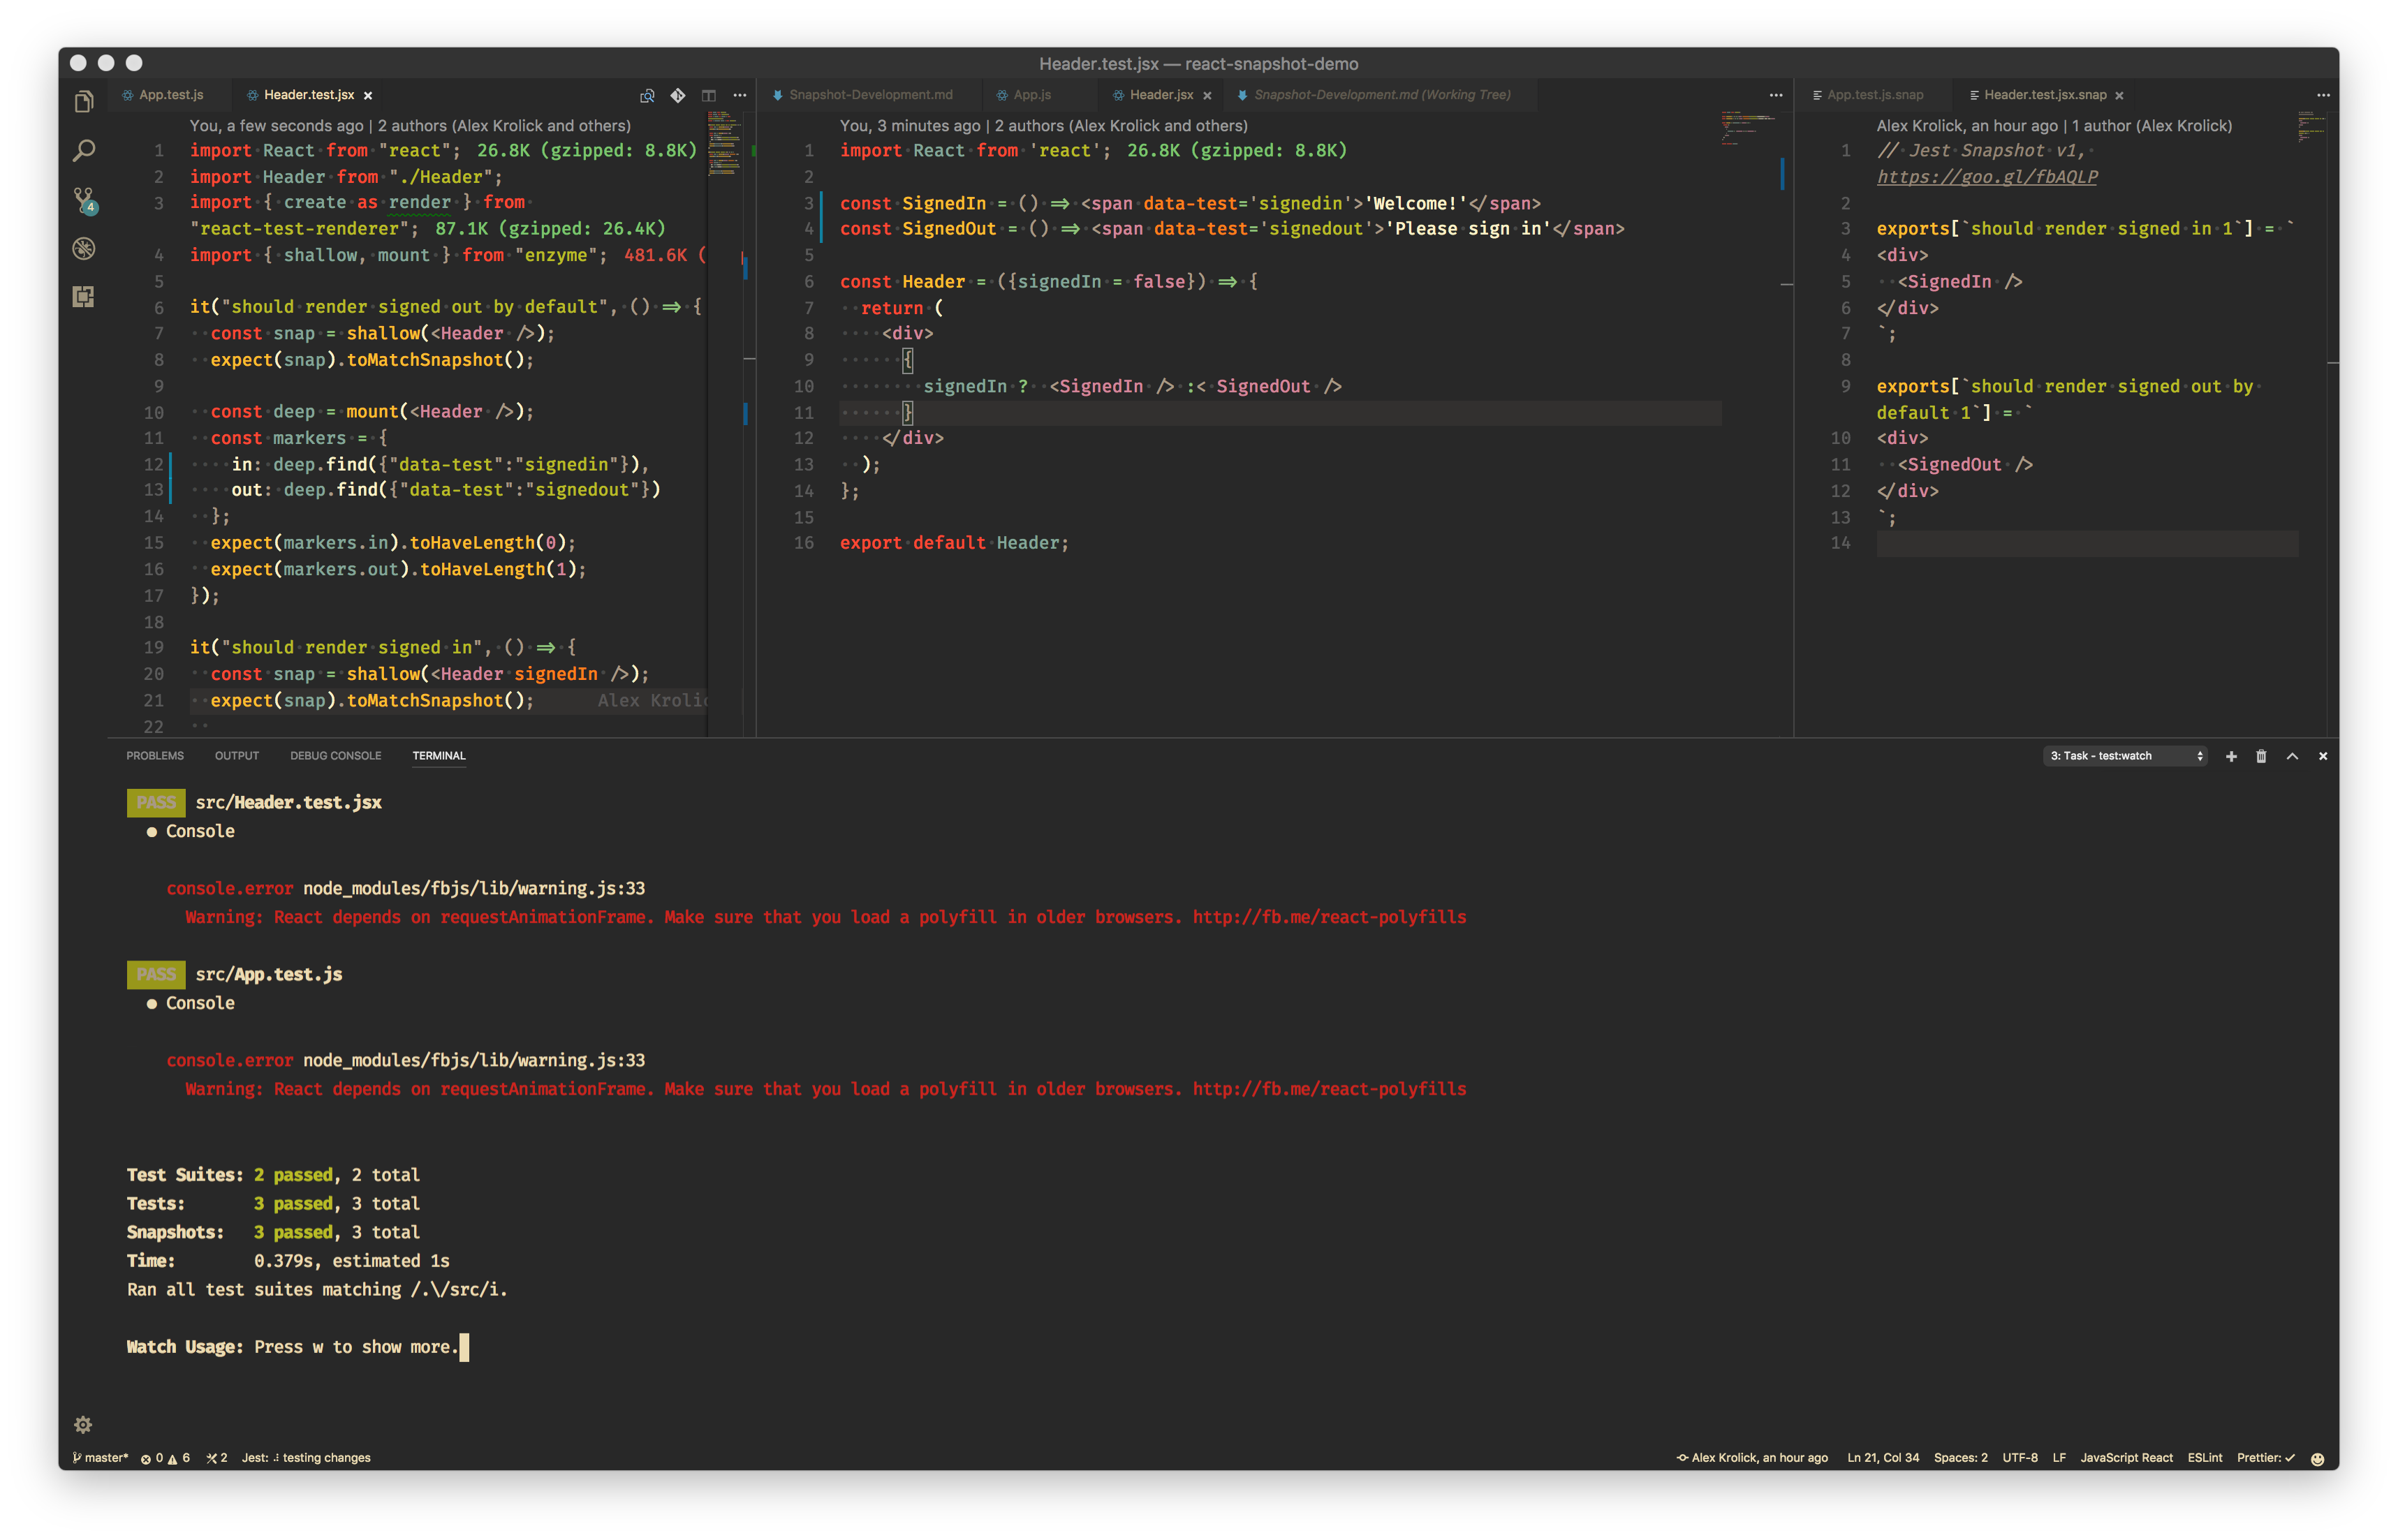 Header.test.jsx — react-snapshot-demo
App.test.js
Header.test.jsx
You, a few seconds ago | 2 authors (Alex Krolick and others)
1 import React from "react"; 26.8K (gzipped: 8.8K)
2 import Header from "./Header";
3 import { create as render } from
"react-test-renderer"; 87.1K (gzipped: 26.4K)
4 import { shallow, mount } from "enzyme"; 481.6K (
5
6 it("should render signed out by default", () => {
7 const snap = shallow(<Header />);
8 expect(snap).toMatchSnapshot();
9
10 const deep = mount(<Header />);
11 const markers = {
12 in: deep.find({"data-test":"signedin"}),
13 out: deep.find({"data-test":"signedout"})
14 };
15 expect(markers.in).toHaveLength(0);
16 expect(markers.out).toHaveLength(1);
17 });
18
19 it("should render signed in", () => {
20 const snap = shallow(<Header signedIn />);
21 expect(snap).toMatchSnapshot(); Alex Krolic
22
Snapshot-Development.md
App.js
Header.jsx
Snapshot-Development.md (Working Tree)
You, 3 minutes ago | 2 authors (Alex Krolick and others)
1 import React from 'react'; 26.8K (gzipped: 8.8K)
2
3 const SignedIn = () => <span data-test='signedin'>'Welcome!'</span>
4 const SignedOut = () => <span data-test='signedout'>'Please sign in'</span>
5
6 const Header = ({signedIn = false}) => {
7 return (
8 <div>
9 {
10 signedIn ? <SignedIn /> :< SignedOut />
11 }
12 </div>
13 );
14 };
15
16 export default Header;
App.test.js.snap
Header.test.jsx.snap
Alex Krolick, an hour ago | 1 author (Alex Krolick)
1 // Jest Snapshot v1,
https://goo.gl/fbAQLP
2
3 exports[`should render signed in 1`] = `
4 <div>
5 <SignedIn />
6 </div>
7 `;
8
9 exports[`should render signed out by
default 1`] = `
10 <div>
11 <SignedOut />
12 </div>
13 `;
14
4
PROBLEMS OUTPUT DEBUG CONSOLE TERMINAL
3: Task - test:watch
PASS src/Header.test.jsx
● Console
console.error node_modules/fbjs/lib/warning.js:33
Warning: React depends on requestAnimationFrame. Make sure that you load a polyfill in older browsers. http://fb.me/react-polyfills
PASS src/App.test.js
● Console
console.error node_modules/fbjs/lib/warning.js:33
Warning: React depends on requestAnimationFrame. Make sure that you load a polyfill in older browsers. http://fb.me/react-polyfills
Test Suites: 2 passed, 2 total
Tests: 3 passed, 3 total
Snapshots: 3 passed, 3 total
Time: 0.379s, estimated 1s
Ran all test suites matching /.\/src/i.
Watch Usage: Press w to show more.
master* 0 6 2 Jest: testing changes
Alex Krolick, an hour ago Ln 21, Col 34 Spaces: 2 UTF-8 LF JavaScript React ESLint Prettier: ✓